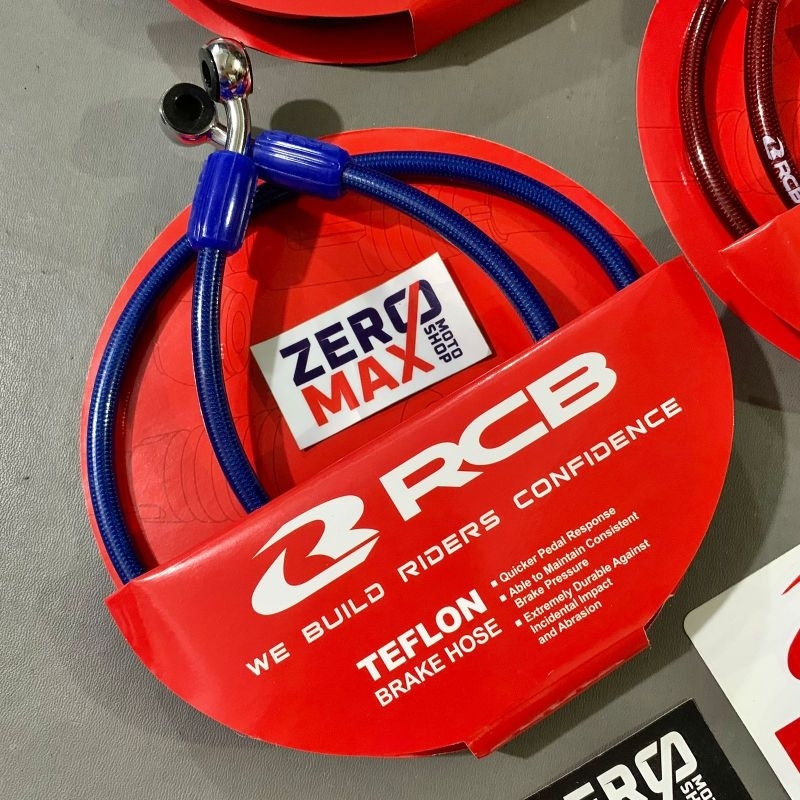 ZERO
MAX
MOTO
SHOP
RCB
WE BUILD RIDERS CONFIDENCE
TEFLON
BRAKE HOSE
Quicker Pedal Response
Able to Maintain Consistent
Brake Pressure
Extremely Durable Against
Incidental Impact
and Abrasion
RCB
ZERO
MOTO